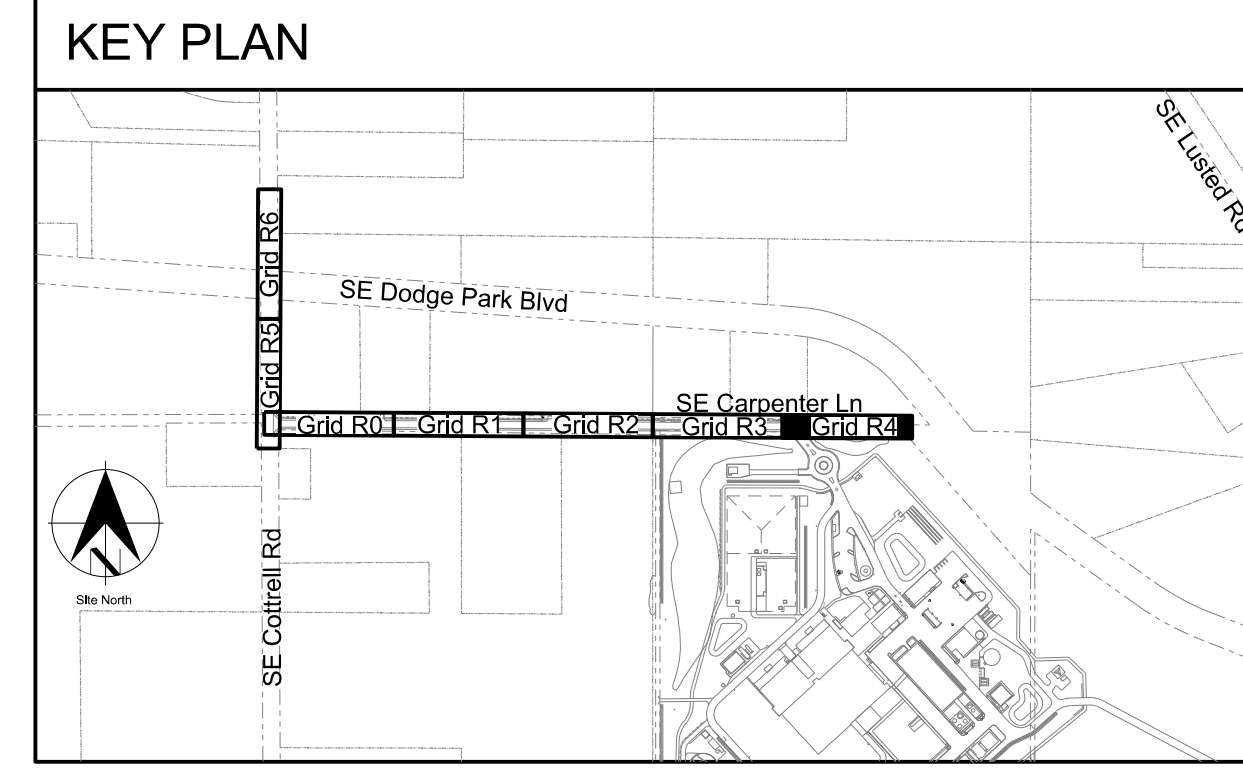 KEY PLAN
SE Lusted Rd
Grid R6
SE Dodge Park Blvd
Grid R5
SE Carpenter Ln
Grid R0
Grid R1
Grid R2
Grid R3
Grid R4
N
Site North
SE Cottrell Rd